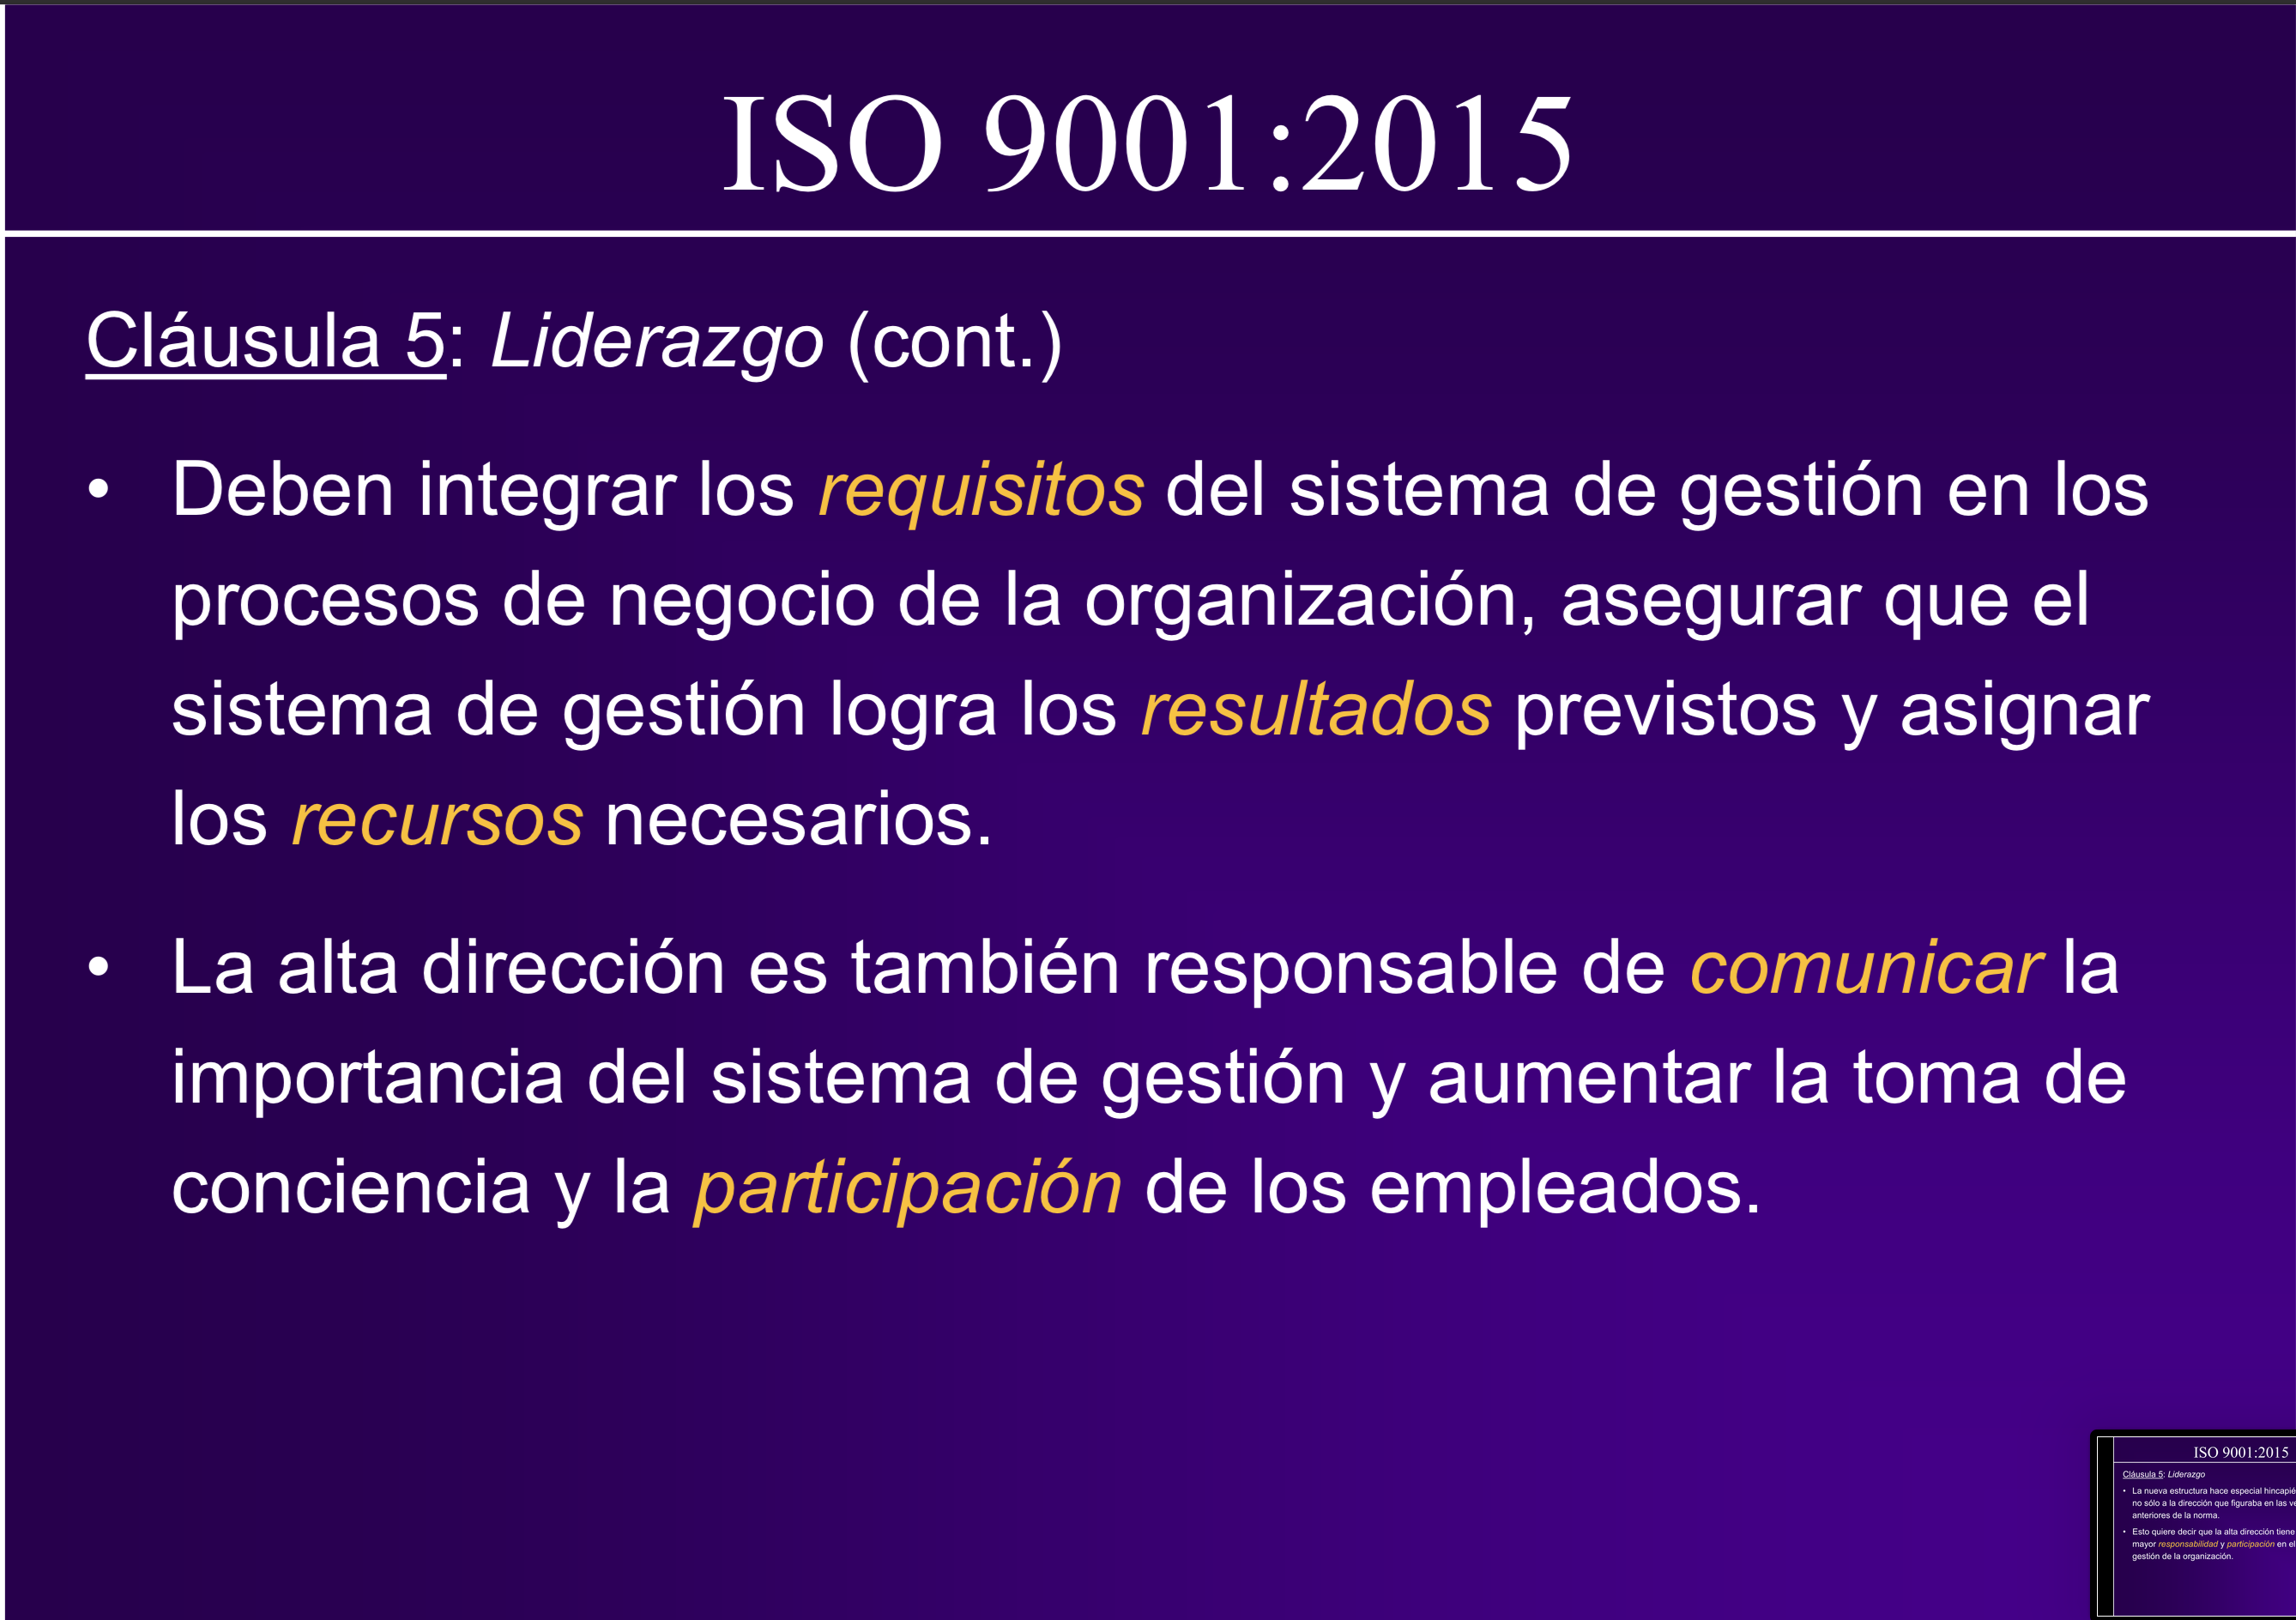 ISO 9001:2015
Cláusula 5: Liderazgo (cont.)
• Deben integrar los requisitos del sistema de gestión en los
procesos de negocio de la organización, asegurar que el
sistema de gestión logra los resultados previstos y asignar
los recursos necesarios.
• La alta dirección es también responsable de comunicar la
importancia del sistema de gestión y aumentar la toma de
conciencia y la participación de los empleados.
ISO 9001:2015
Cláusula 5: Liderazgo
• La nueva estructura hace especial hincapié
no sólo a la dirección que figuraba en las ve
anteriores de la norma.
• Esto quiere decir que la alta dirección tiene
mayor responsabilidad y participación en el
gestión de la organización.